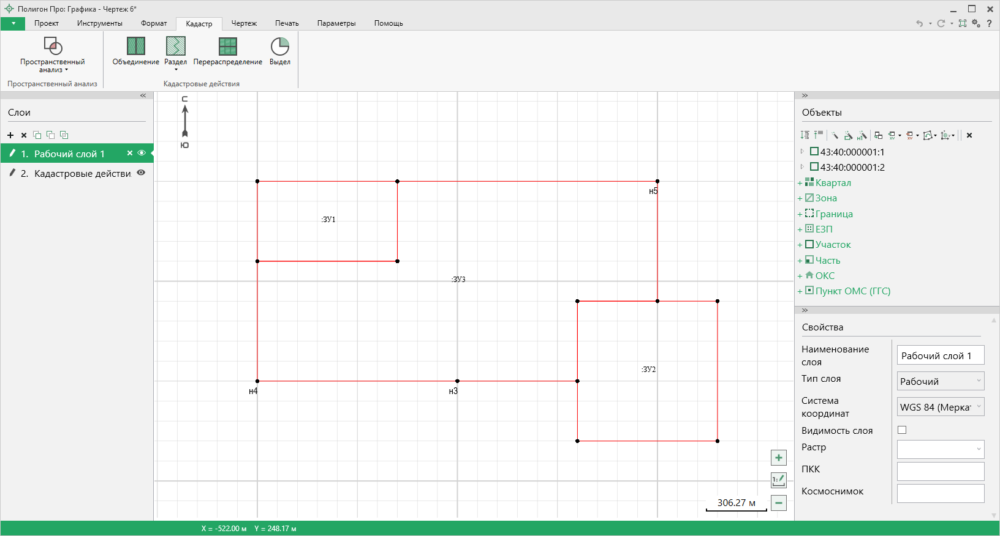 Полигон Про: Графика - Чертеж 6*
Проект Инструменты Формат Кадастр Чертеж Печать Параметры Помощь
Пространственный анализ
Объединение Раздел Перераспределение Выдел
Пространственный анализ Кадастровые действия
Слои
1. Рабочий слой 1
2. Кадастровые действи
С
Ю
:ЗУ1
н5
:ЗУ3
:ЗУ2
н4
н3
306.27 м
Объекты
43:40:000001:1
43:40:000001:2
Квартал
Зона
Граница
ЕЗП
Участок
Часть
ОКС
Пункт ОМС (ГГС)
Свойства
Наименование слоя Рабочий слой 1
Тип слоя Рабочий
Система координат WGS 84 (Мерка
Видимость слоя
Растр
ПКК
Космоснимок
X = -522.00 м Y = 248.17 м